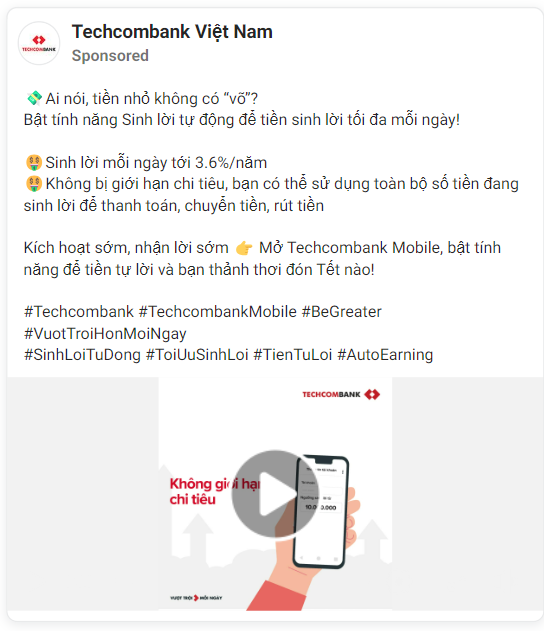 Techcombank Việt Nam
TECHCOMBANK
Sponsored
💸Ai nói, tiền nhỏ không có “võ”?
Bật tính năng Sinh lời tự động để tiền sinh lời tối đa mỗi ngày!
🤑Sinh lời mỗi ngày tới 3.6%/năm
🤑Không bị giới hạn chi tiêu, bạn có thể sử dụng toàn bộ số tiền đang
sinh lời để thanh toán, chuyển tiền, rút tiền
Kích hoạt sớm, nhận lời sớm 👉 Mở Techcombank Mobile, bật tính
năng để tiền tự lời và bạn thảnh thơi đón Tết nào!
#Techcombank #TechcombankMobile #BeGreater
#VuotTroiHonMoiNgay
#SinhLoiTuDong #ToiUuSinhLoi #TienTuLoi #AutoEarning
TECHCOMBANK
Không giới hạn
chi tiêu
VƯỢT TRỘI MỖI NGÀY